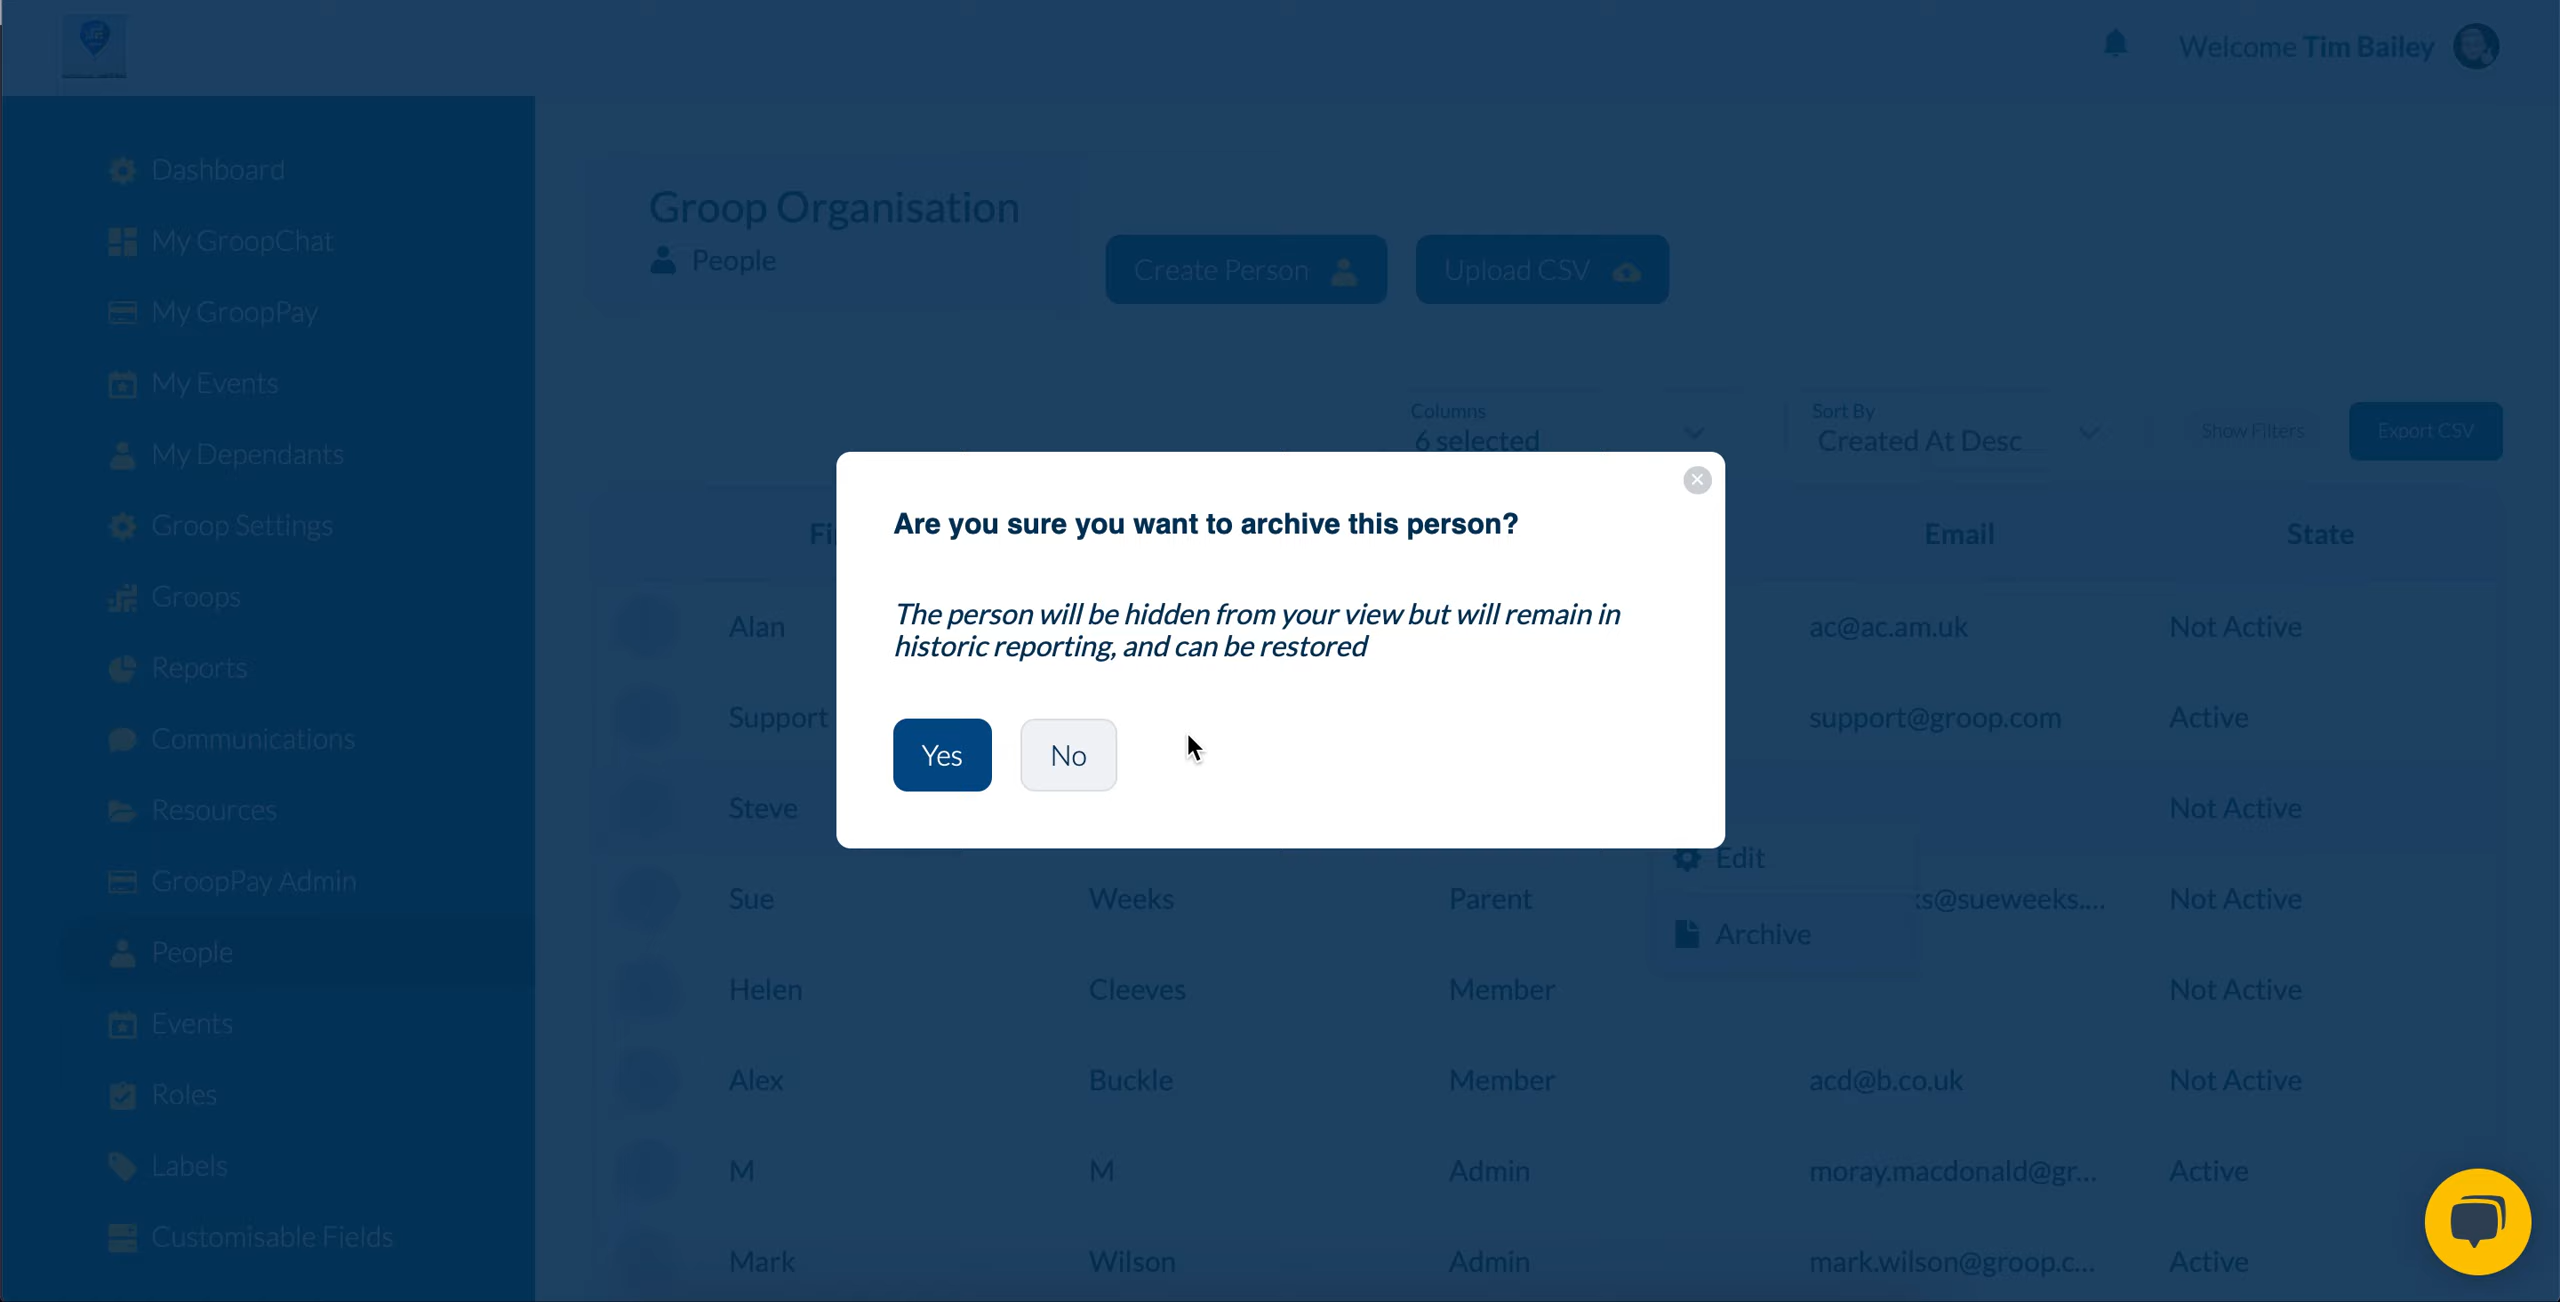 Welcome Tim Bailey
Dashboard
My GroopChat
My GroopPay
My Events
My Dependants
Groop Settings
Groops
Reports
Communications
Resources
GroopPay Admin
People
Events
Roles
Labels
Customisable Fields
Groop Organisation
People
Create Person
Upload CSV
Columns
6 selected
Sort By
Created At Desc
Show Filters
Export CSV
Email State
Are you sure you want to archive this person?
The person will be hidden from your view but will remain in
historic reporting, and can be restored
Yes No
Alan ac@ac.am.uk Not Active
Support support@groop.com Active
Steve Not Active
Edit
Archive
Sue Weeks Parent s@sueweeks.... Not Active
Helen Cleeves Member Not Active
Alex Buckle Member acd@b.co.uk Not Active
M M Admin moray.macdonald@gr... Active
Mark Wilson Admin mark.wilson@groop.c... Active